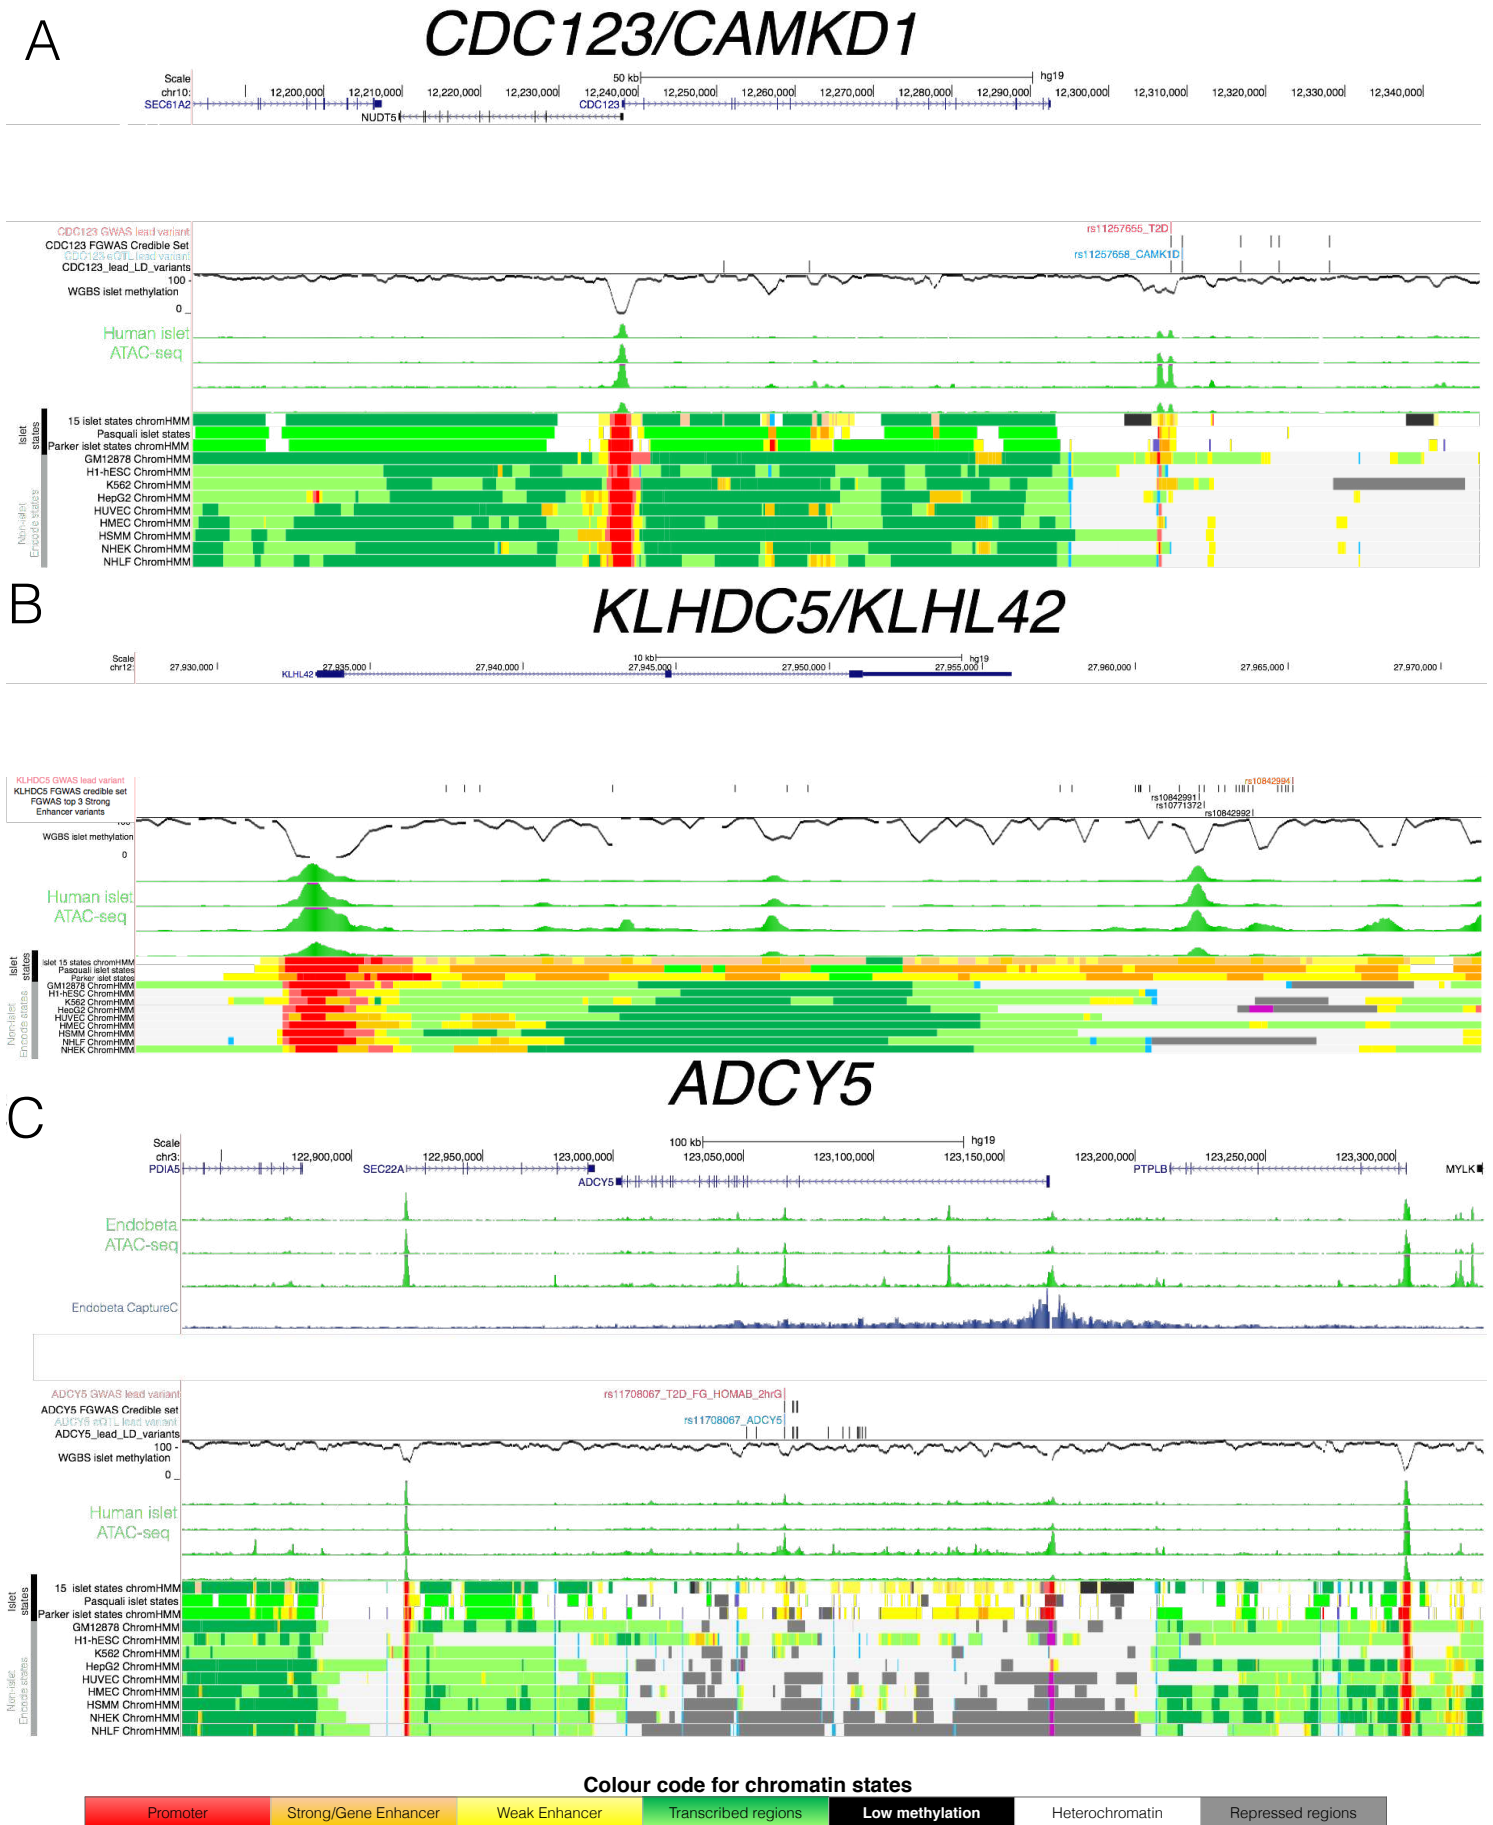 A
CDC123/CAMKD1
Scale 50 kb hg19
chr10: 12,200,000 12,210,000 12,220,000 12,230,000 12,240,000 12,250,000 12,260,000 12,270,000 12,280,000 12,290,000 12,300,000 12,310,000 12,320,000 12,330,000 12,340,000
SEC61A2 CDC123
NUDT5
CDC123 GWAS lead variant rs11257655_T2D
CDC123 FGWAS Credible Set
CDC123 eQTL lead variant rs11257658_CAMK1D
CDC123_lead_LD_variants
100
WGBS islet methylation
0
Human islet
ATAC-seq
Islet states
15 islet states chromHMM
Pasquali islet states
Parker islet states chromHMM
Non-islet Encode states
GM12878 ChromHMM
H1-hESC ChromHMM
K562 ChromHMM
HepG2 ChromHMM
HUVEC ChromHMM
HMEC ChromHMM
HSMM ChromHMM
NHEK ChromHMM
NHLF ChromHMM
B
KLHDC5/KLHL42
Scale 10 kb hg19
chr12: 27,930,000 27,935,000 27,940,000 27,945,000 27,950,000 27,955,000 27,960,000 27,965,000 27,970,000
KLHL42
KLHDC5 GWAS lead variant rs10842994
KLHDC5 FGWAS credible set
FGWAS top 3 Strong rs10842991
Enhancer variants rs10771372
rs10842992
100
WGBS islet methylation
0
Human islet
ATAC-seq
Islet states
Islet 15 states chromHMM
Pasquali islet states
Parker islet states
Non-islet Encode states
GM12878 ChromHMM
H1-hESC ChromHMM
K562 ChromHMM
HepG2 ChromHMM
HUVEC ChromHMM
HMEC ChromHMM
HSMM ChromHMM
NHLF ChromHMM
NHEK ChromHMM
ADCY5
C
Scale 100 kb hg19
chr3: 122,900,000 122,950,000 123,000,000 123,050,000 123,100,000 123,150,000 123,200,000 123,250,000 123,300,000
PDIA5 SEC22A PTPLB MYLK
ADCY5
Endobeta
ATAC-seq
Endobeta CaptureC
ADCY5 GWAS lead variant rs11708067_T2D_FG_HOMAB_2hrG
ADCY5 FGWAS Credible set
ADCY5 eQTL lead variant rs11708067_ADCY5
ADCY5_lead_LD_variants
100
WGBS islet methylation
0
Human islet
ATAC-seq
Islet states
15 islet states chromHMM
Pasquali islet states
Parker islet states chromHMM
Non-islet Encode states
GM12878 ChromHMM
H1-hESC ChromHMM
K562 ChromHMM
HepG2 ChromHMM
HUVEC ChromHMM
HMEC ChromHMM
HSMM ChromHMM
NHEK ChromHMM
NHLF ChromHMM
Colour code for chromatin states
Promoter Strong/Gene Enhancer Weak Enhancer Transcribed regions Low methylation Heterochromatin Repressed regions